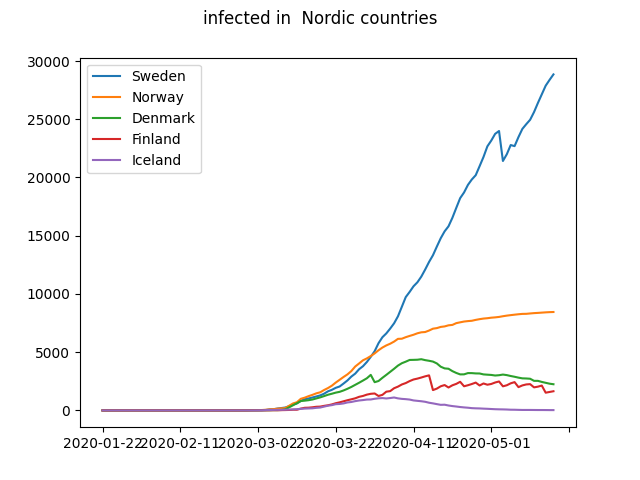 infected in  Nordic countries
30000
25000
20000
15000
10000
5000
0
Sweden
Norway
Denmark
Finland
Iceland
2020-01-22 2020-02-11 2020-03-02 2020-03-22 2020-04-11 2020-05-01